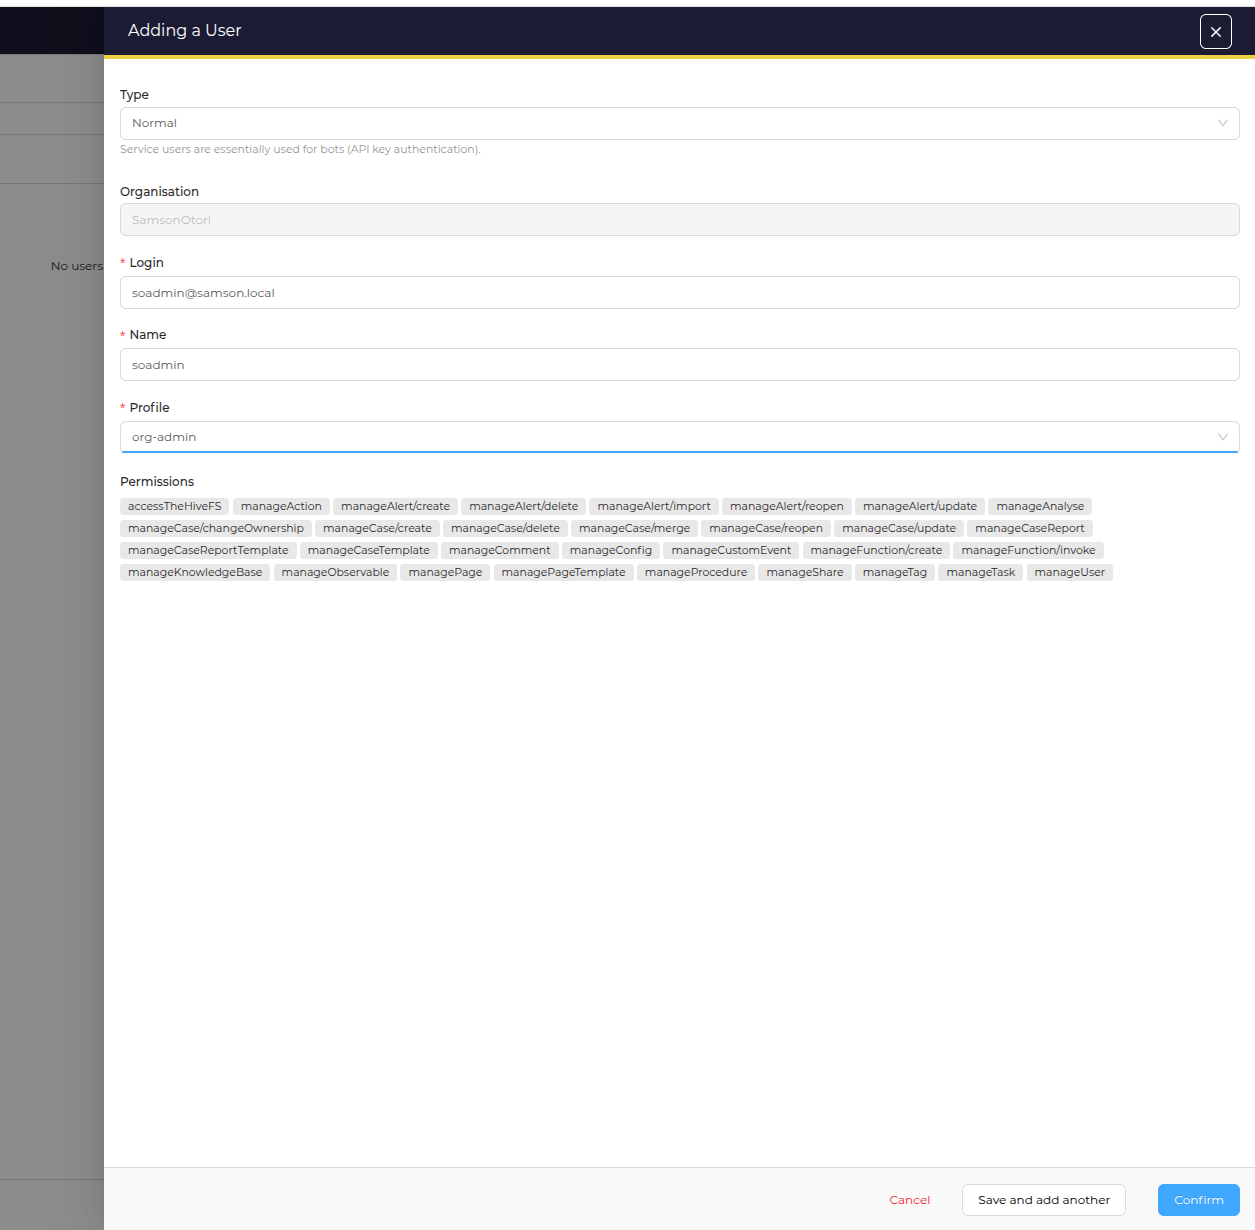 Adding a User
Type
Normal
Service users are essentially used for bots (API key authentication).
Organisation
SamsonOtori
No users
* Login
soadmin@samson.local
* Name
soadmin
* Profile
org-admin
Permissions
accessTheHiveFS manageAction manageAlert/create manageAlert/delete manageAlert/import manageAlert/reopen manageAlert/update manageAnalyse
manageCase/changeOwnership manageCase/create manageCase/delete manageCase/merge manageCase/reopen manageCase/update manageCaseReport
manageCaseReportTemplate manageCaseTemplate manageComment manageConfig manageCustomEvent manageFunction/create manageFunction/invoke
manageKnowledgeBase manageObservable managePage managePageTemplate manageProcedure manageShare manageTag manageTask manageUser
Cancel Save and add another Confirm